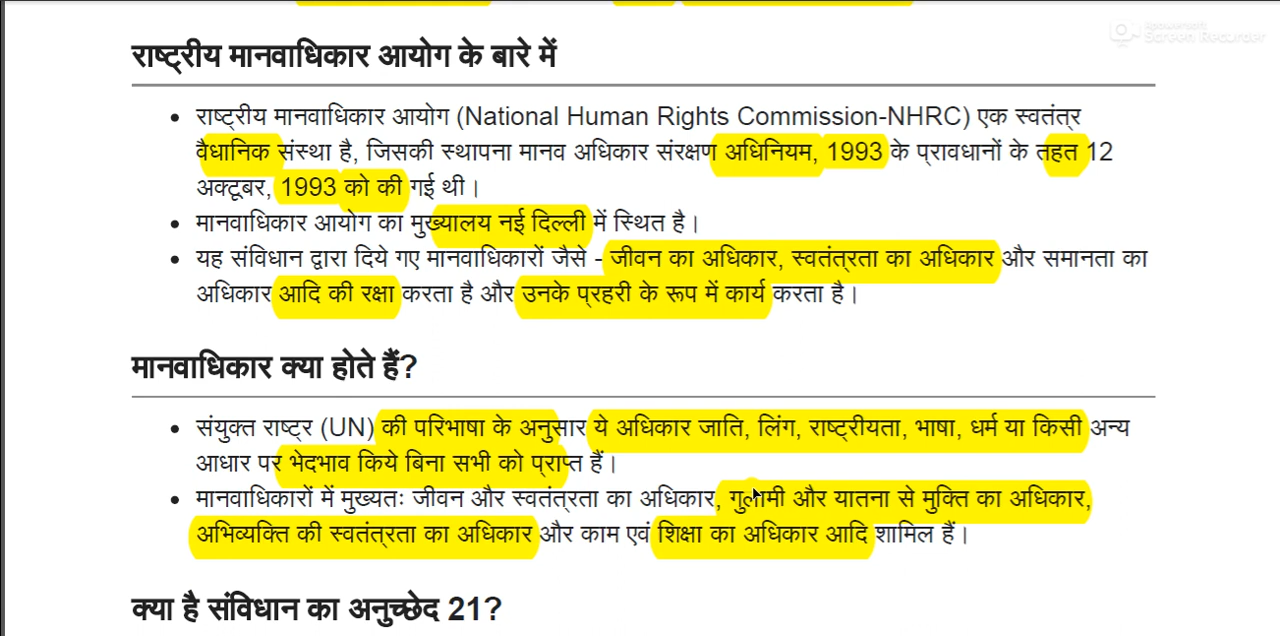 Apowersoft
Screen Recorder
राष्ट्रीय मानवाधिकार आयोग के बारे में
• राष्ट्रीय मानवाधिकार आयोग (National Human Rights Commission-NHRC) एक स्वतंत्र
वैधानिक संस्था है, जिसकी स्थापना मानव अधिकार संरक्षण अधिनियम, 1993 के प्रावधानों के तहत 12
अक्टूबर, 1993 को की गई थी।
• मानवाधिकार आयोग का मुख्यालय नई दिल्ली में स्थित है।
• यह संविधान द्वारा दिये गए मानवाधिकारों जैसे - जीवन का अधिकार, स्वतंत्रता का अधिकार और समानता का
अधिकार आदि की रक्षा करता है और उनके प्रहरी के रूप में कार्य करता है।
मानवाधिकार क्या होते हैं?
• संयुक्त राष्ट्र (UN) की परिभाषा के अनुसार ये अधिकार जाति, लिंग, राष्ट्रीयता, भाषा, धर्म या किसी अन्य
आधार पर भेदभाव किये बिना सभी को प्राप्त हैं।
• मानवाधिकारों में मुख्यतः जीवन और स्वतंत्रता का अधिकार, गुलामी और यातना से मुक्ति का अधिकार,
अभिव्यक्ति की स्वतंत्रता का अधिकार और काम एवं शिक्षा का अधिकार आदि शामिल हैं।
क्या है संविधान का अनुच्छेद 21?